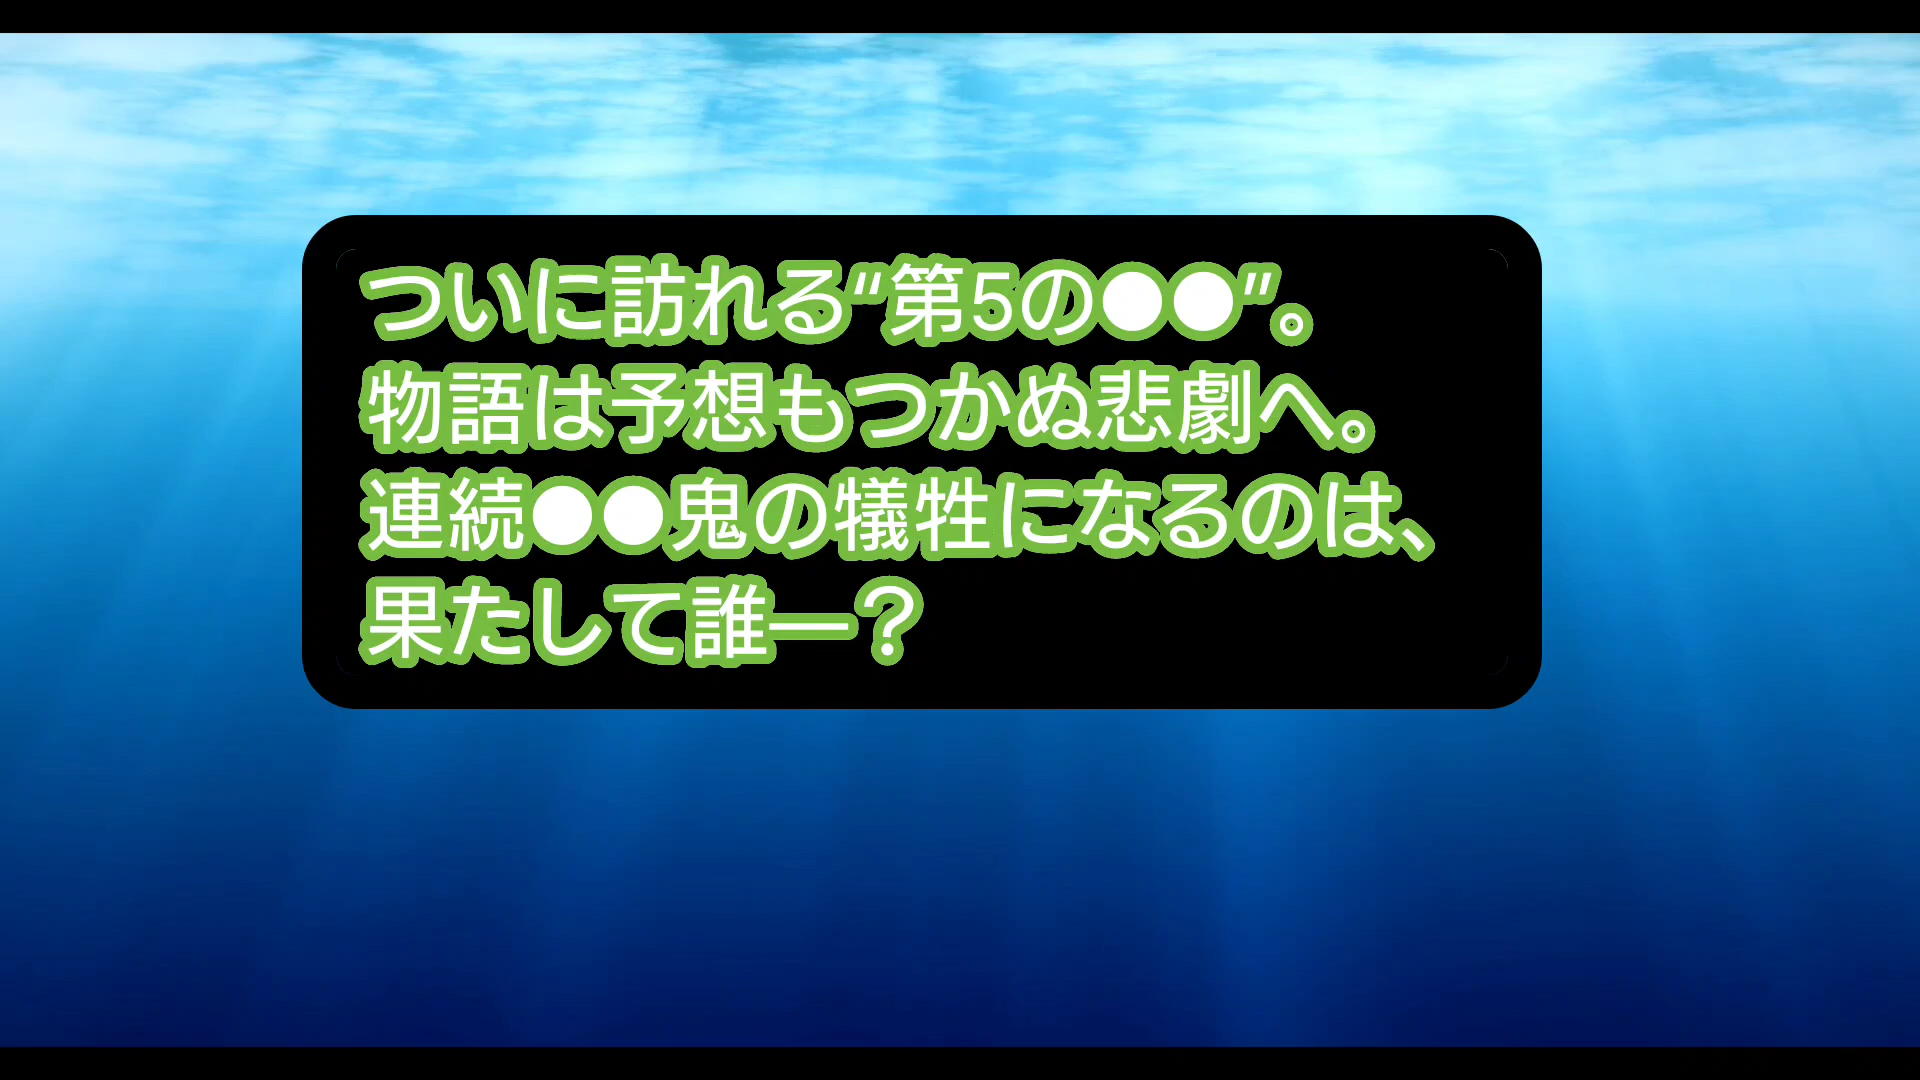 ついに訪れる“第5の●●”。
物語は予想もつかぬ悲劇へ。
連続●●鬼の犠牲になるのは、
果たして誰―？